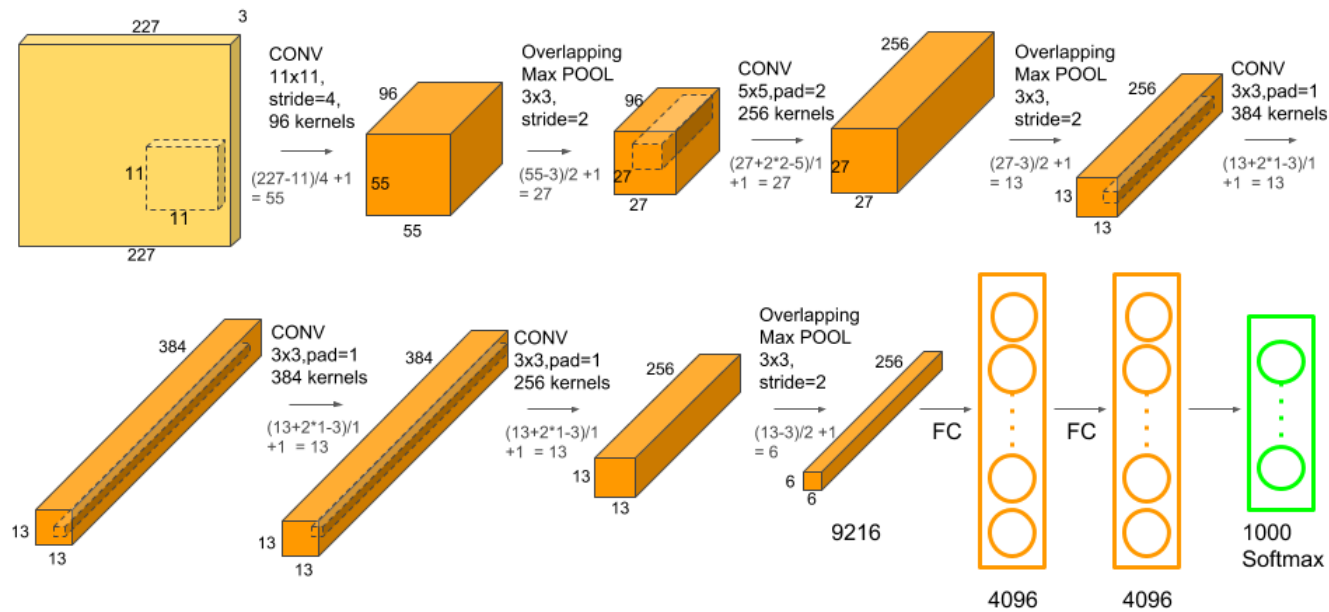 227
3
11
11
227
CONV
11x11,
stride=4,
96 kernels
(227-11)/4 +1
= 55
96
55
55
Overlapping
Max POOL
3x3,
stride=2
(55-3)/2 +1
= 27
96
27
27
CONV
5x5,pad=2
256 kernels
(27+2*2-5)/1
+1 = 27
256
27
27
Overlapping
Max POOL
3x3,
stride=2
(27-3)/2 +1
= 13
256
13
13
CONV
3x3,pad=1
384 kernels
(13+2*1-3)/1
+1 = 13
384
13
13
CONV
3x3,pad=1
384 kernels
(13+2*1-3)/1
+1 = 13
384
13
13
CONV
3x3,pad=1
256 kernels
(13+2*1-3)/1
+1 = 13
256
13
13
Overlapping
Max POOL
3x3,
stride=2
(13-3)/2 +1
= 6
256
6
6
9216
FC
4096
FC
4096
1000
Softmax